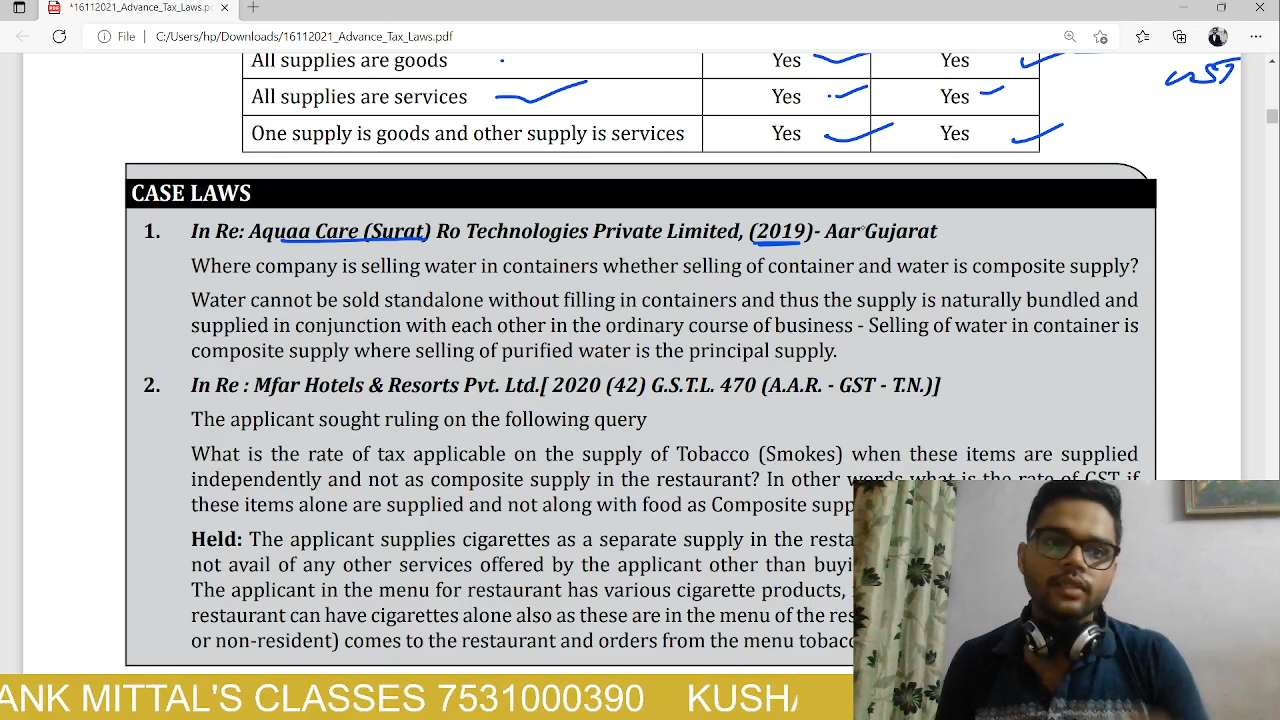 *16112021_Advance_Tax_Laws.pd
File
C:/Users/hp/Downloads/16112021_Advance_Tax_Laws.pdf
All supplies are goods Yes Yes
All supplies are services Yes Yes
One supply is goods and other supply is services Yes Yes
CASE LAWS
1. In Re: Aquaa Care (Surat) Ro Technologies Private Limited, (2019)- Aar Gujarat
Where company is selling water in containers whether selling of container and water is composite supply?
Water cannot be sold standalone without filling in containers and thus the supply is naturally bundled and
supplied in conjunction with each other in the ordinary course of business - Selling of water in container is
composite supply where selling of purified water is the principal supply.
2. In Re : Mfar Hotels & Resorts Pvt. Ltd.[ 2020 (42) G.S.T.L. 470 (A.A.R. - GST - T.N.)]
The applicant sought ruling on the following query
What is the rate of tax applicable on the supply of Tobacco (Smokes) when these items are supplied
independently and not as composite supply in the restaurant? In other words what is the rate of GST if
these items alone are supplied and not along with food as Composite supp
Held: The applicant supplies cigarettes as a separate supply in the resta
not avail of any other services offered by the applicant other than buyi
The applicant in the menu for restaurant has various cigarette products,
restaurant can have cigarettes alone also as these are in the menu of the res
or non-resident) comes to the restaurant and orders from the menu tobacc
ANK MITTAL'S CLASSES 7531000390 KUSHA